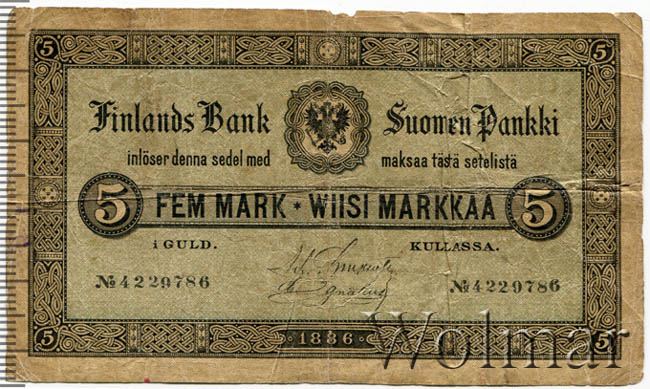 5 5
Finlands Bank Suomen Pankki
inlöser denna sedel med maksaa tästä setelistä
5 FEM MARK * WIISI MARKKAA 5
i GULD. KULLASSA.
№4229786 №4229786
5 1886 5
Wolmar